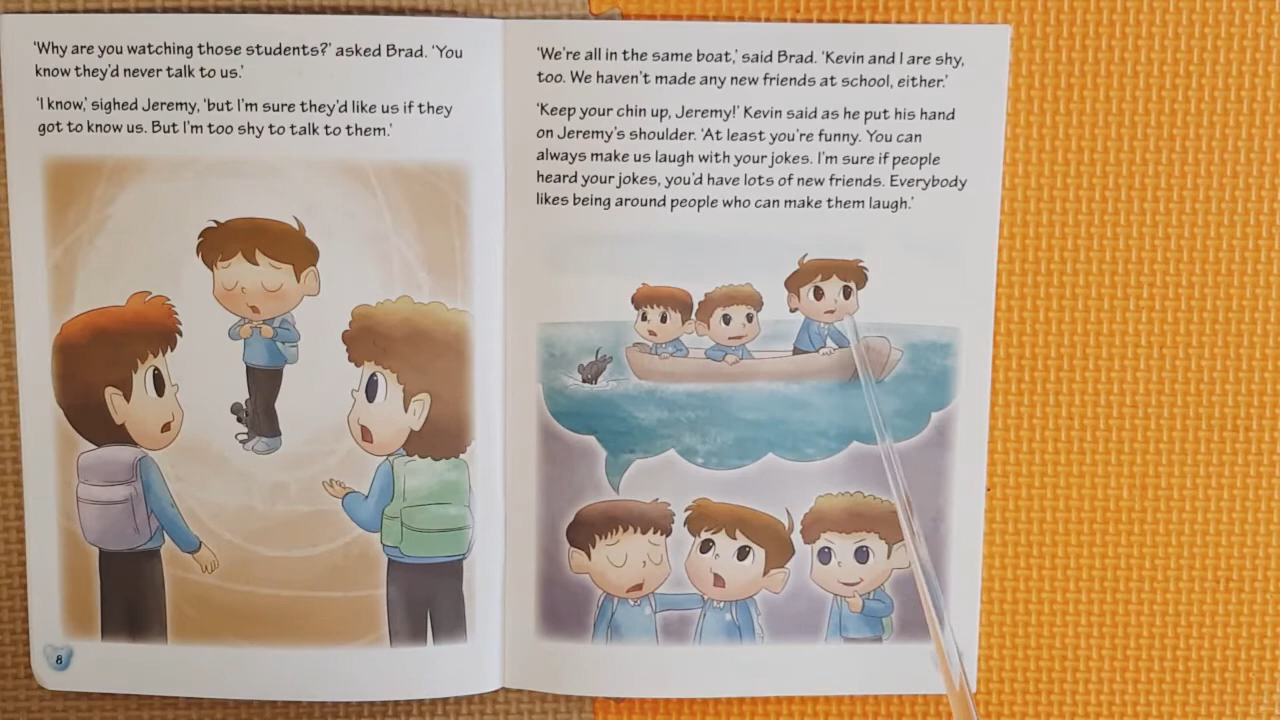 ‘Why are you watching those students?’ asked Brad. ‘You
know they’d never talk to us.’
‘I know,’ sighed Jeremy, ‘but I’m sure they’d like us if they
got to know us. But I’m too shy to talk to them.’
8
‘We’re all in the same boat,’ said Brad. ‘Kevin and I are shy,
too. We haven’t made any new friends at school, either.’
‘Keep your chin up, Jeremy!’ Kevin said as he put his hand
on Jeremy’s shoulder. ‘At least you’re funny. You can
always make us laugh with your jokes. I’m sure if people
heard your jokes, you’d have lots of new friends. Everybody
likes being around people who can make them laugh.’